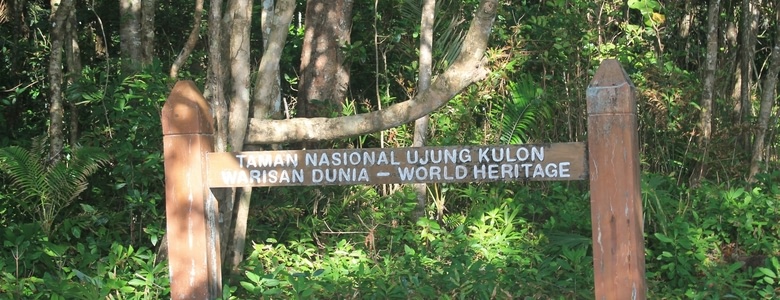 TAMAN NASIONAL UJUNG KULON
WARISAN DUNIA - WORLD HERITAGE